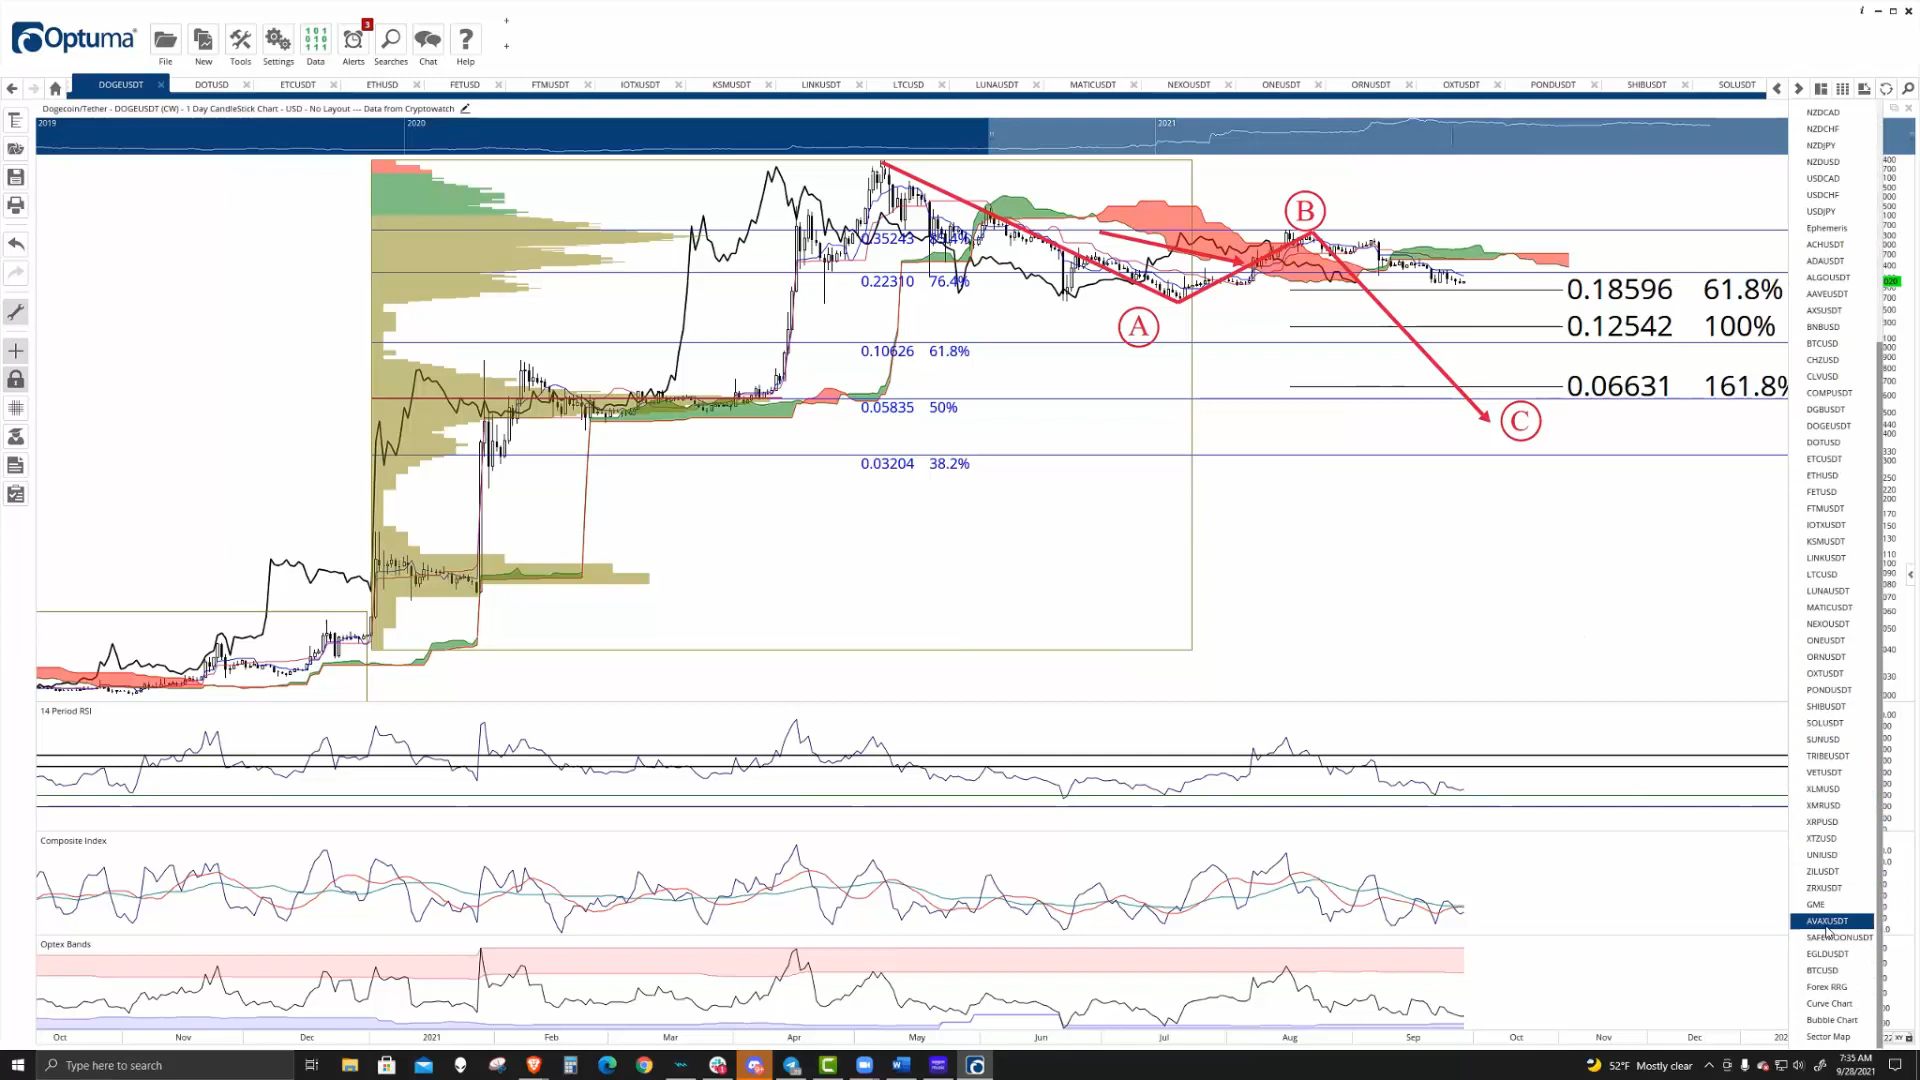 Optuma
File
New
Tools
Settings
Data
Alerts
3
Searches
Chat
Help
DOGEUSDT
DOTUSD
ETCUSDT
ETHUSD
FETUSD
FTMUSDT
IOTXUSDT
KSMUSDT
LINKUSDT
LTCUSD
LUNAUSDT
MATICUSDT
NEXOUSDT
ONEUSDT
ORNUSDT
OXTUSDT
PONDUSDT
SHIBUSDT
SOLUSDT
Dogecoin/Tether - DOGEUSDT (CW) - 1 Day CandleStick Chart - USD - No Layout --- Data from Cryptowatch
2019
2020
2021
0.35243
0.22310 76.4%
0.10626 61.8%
0.05835 50%
0.03204 38.2%
A
B
C
0.18596 61.8%
0.12542 100%
0.06631 161.8%
14 Period RSI
Composite Index
Optex Bands
Oct
Nov
Dec
2021
Feb
Mar
Apr
May
Jun
Jul
Aug
Sep
Oct
Nov
Dec
NZDCAD
NZDCHF
NZDJPY
NZDUSD
USDCAD
USDCHF
USDJPY
Ephemeris
ACHUSDT
ADAUSDT
ALGOUSDT
AAVEUSDT
AXSUSDT
BNBUSD
BTCUSD
CHZUSD
CLVUSD
COMPUSDT
DGBUSDT
DOGEUSDT
DOTUSD
ETCUSDT
ETHUSD
FETUSD
FTMUSDT
IOTXUSDT
KSMUSDT
LINKUSDT
LTCUSD
LUNAUSDT
MATICUSDT
NEXOUSDT
ONEUSDT
ORNUSDT
OXTUSDT
PONDUSDT
SHIBUSDT
SOLUSDT
SUNUSD
TRIBEUSDT
VETUSDT
XLMUSD
XMRUSD
XRPUSD
XTZUSD
UNIUSD
ZILUSDT
ZRXUSDT
GME
AVAXUSDT
SAFEMOONUSDT
EGLDUSDT
BTCUSD
Forex RRG
Curve Chart
Bubble Chart
Sector Map
Type here to search
52°F Mostly clear
7:35 AM
9/28/2021